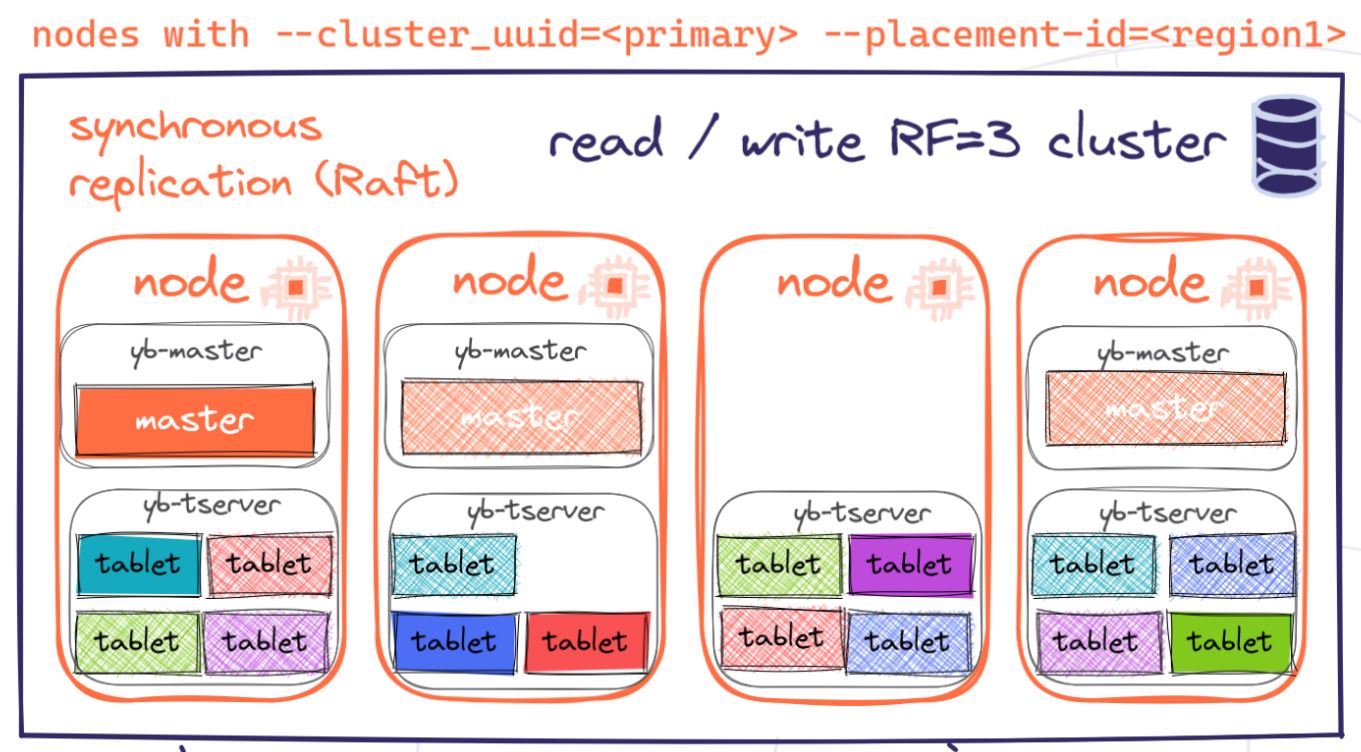 nodes with --cluster_uuid=<primary> --placement-id=<region1>
synchronous
replication (Raft)
read / write RF=3 cluster
node
yb-master
master
yb-tserver
tablet tablet
tablet tablet
node
yb-master
master
yb-tserver
tablet
tablet tablet
node
yb-tserver
tablet tablet
tablet tablet
node
yb-master
master
yb-tserver
tablet tablet
tablet tablet